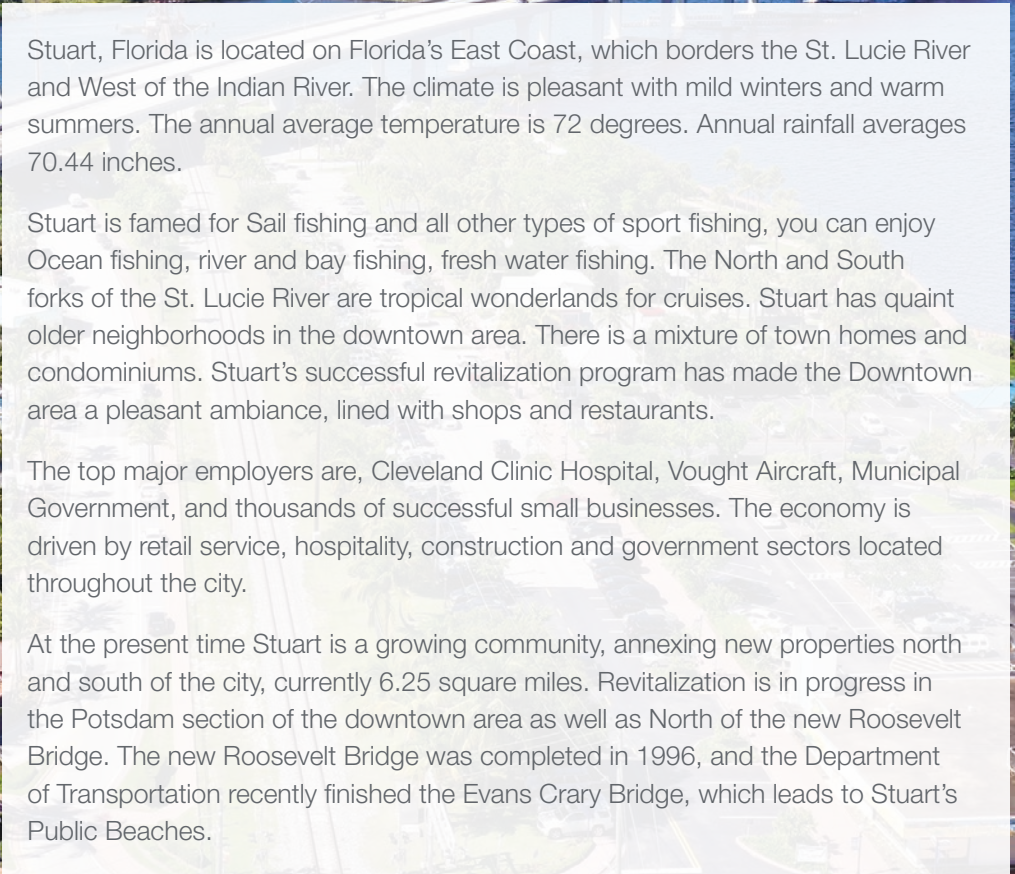 Stuart, Florida is located on Florida's East Coast, which borders the St. Lucie River
and West of the Indian River. The climate is pleasant with mild winters and warm
summers. The annual average temperature is 72 degrees. Annual rainfall averages
70.44 inches.
Stuart is famed for Sail fishing and all other types of sport fishing, you can enjoy
Ocean fishing, river and bay fishing, fresh water fishing. The North and South
forks of the St. Lucie River are tropical wonderlands for cruises. Stuart has quaint
older neighborhoods in the downtown area. There is a mixture of town homes and
condominiums. Stuart's successful revitalization program has made the Downtown
area a pleasant ambiance, lined with shops and restaurants.
The top major employers are, Cleveland Clinic Hospital, Vought Aircraft, Municipal
Government, and thousands of successful small businesses. The economy is
driven by retail service, hospitality, construction and government sectors located
throughout the city.
At the present time Stuart is a growing community, annexing new properties north
and south of the city, currently 6.25 square miles. Revitalization is in progress in
the Potsdam section of the downtown area as well as North of the new Roosevelt
Bridge. The new Roosevelt Bridge was completed in 1996, and the Department
of Transportation recently finished the Evans Crary Bridge, which leads to Stuart's
Public Beaches.